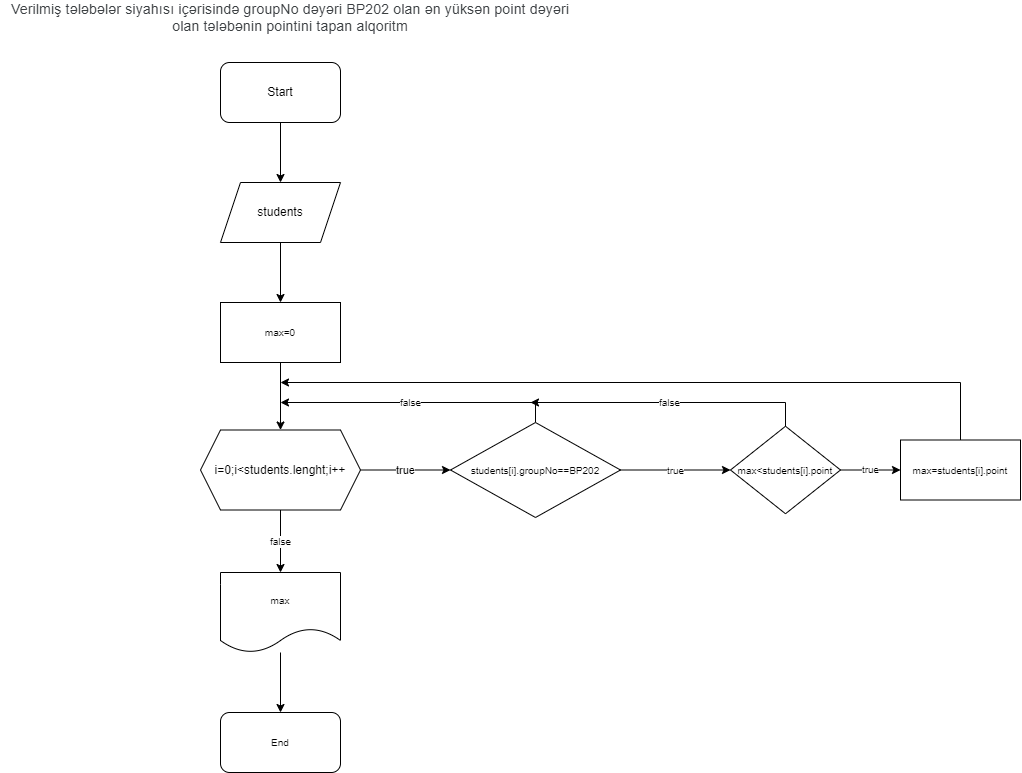 Verilmiş tələbələr siyahısı içərisində groupNo dəyəri BP202 olan ən yüksən point dəyəri
olan tələbənin pointini tapan alqoritm
Start
students
max=0
false
false
i=0;i<students.lenght;i++
true
students[i].groupNo==BP202
true
max<students[i].point
true
max=students[i].point
false
max
End